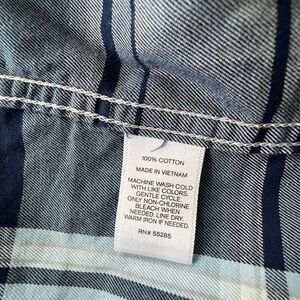 100% COTTON
MADE IN VIETNAM
MACHINE WASH COLD
WITH LIKE COLORS.
GENTLE CYCLE.
ONLY NON-CHLORINE
BLEACH WHEN
NEEDED. LINE DRY.
WARM IRON IF NEEDED.
RN# 55285